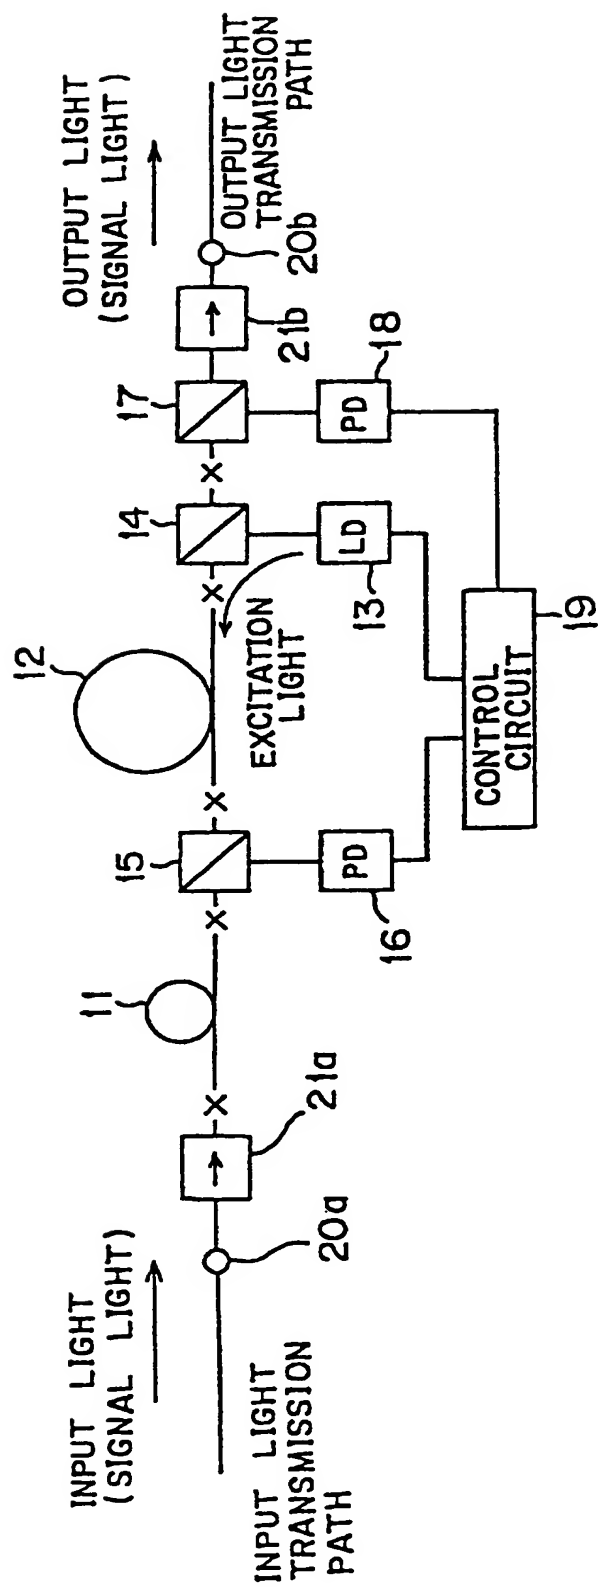 INPUT LIGHT
(SIGNAL LIGHT)
INPUT LIGHT
TRANSMISSION
PATH
20a
21a
11
15
PD
16
12
EXCITATION
LIGHT
14
LD
13
17
PD
18
CONTROL
CIRCUIT
19
21b
20b
OUTPUT LIGHT
(SIGNAL LIGHT)
OUTPUT LIGHT
TRANSMISSION
PATH